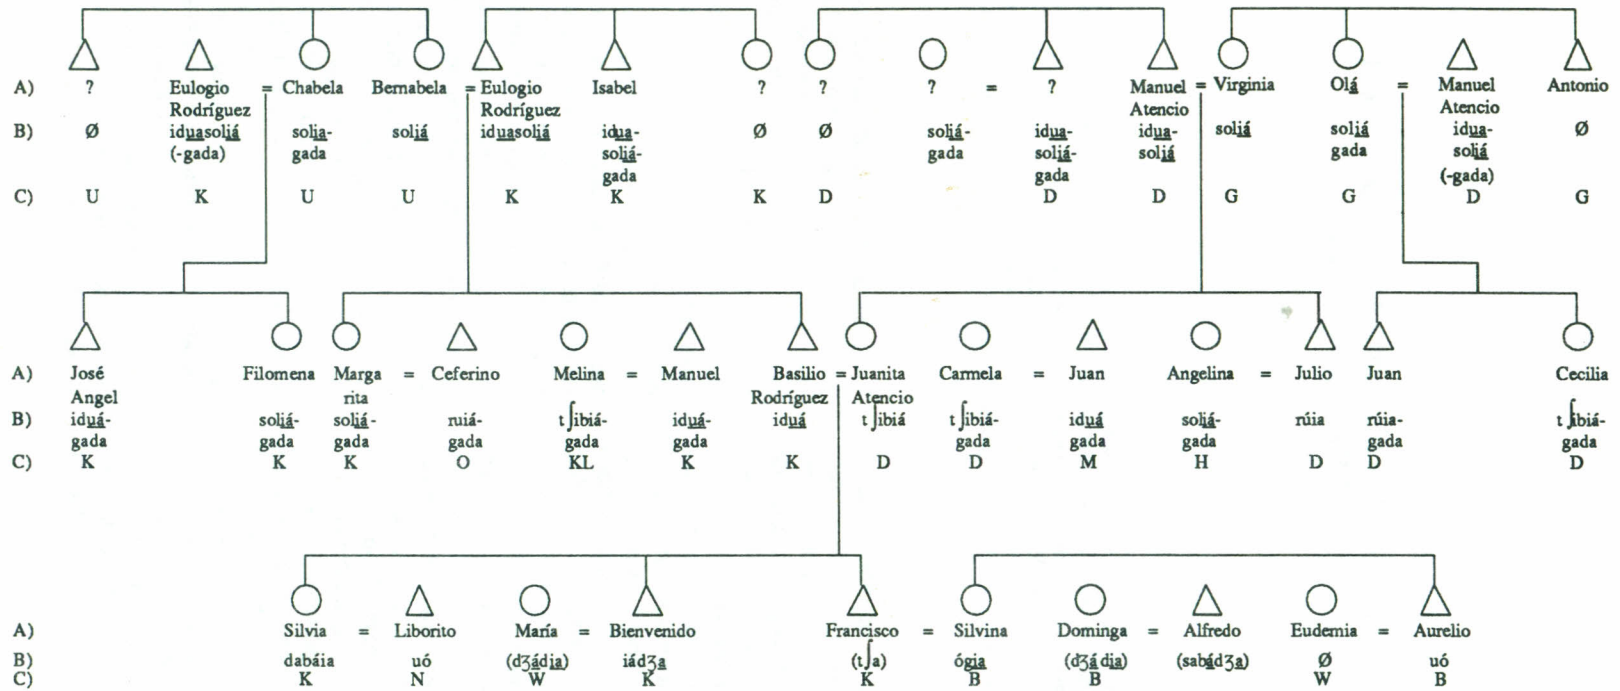 A) ? Eulogio = Chabela Bernabela = Eulogio Isabel ? ? ? = ? Manuel = Virginia Olá = Manuel Antonio
Rodríguez Rodríguez Atencio Atencio
B) Ø iduasoliá solia- soliá iduasoliá idua- Ø Ø soliá- idua- idua- soliá soliá idua- Ø
(-gada) gada soliá- gada soliá- soliá gada soliá
gada gada (-gada)
C) U K U U K K K D D D G G D G
A) José Filomena Marga = Ceferino Melina = Manuel Basilio = Juanita Carmela = Juan Angelina = Julio Juan Cecilia
Angel rita Rodríguez Atencio
B) iduá- soliá- soliá- ruiá- tʃibiá- iduá- iduá tʃibiá tʃibiá- iduá soliá- rúia rúia- tʃibiá-
gada gada gada gada gada gada gada gada gada gada gada
C) K K K O KL K K D D M H D D D
A) Silvia = Liborito María = Bienvenido Francisco = Silvina Dominga = Alfredo Eudemia = Aurelio
B) dabáia uó (dʒádia) iádʒa (tʃa) ógia (dʒádia) (sabádʒa) Ø uó
C) K N W K K B B W B